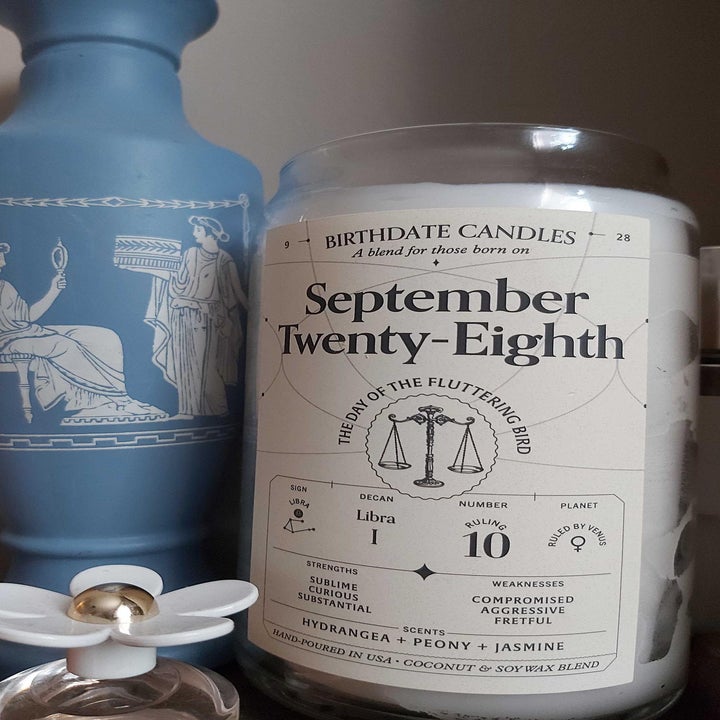 9 BIRTHDATE CANDLES 28
A blend for those born on
September
Twenty-Eighth
THE DAY OF THE FLUTTERING BIRD
SIGN DECAN NUMBER PLANET
LIBRA
Libra
I
RULING
10
RULED BY VENUS
STRENGTHS
SUBLIME
CURIOUS
SUBSTANTIAL
WEAKNESSES
COMPROMISED
AGGRESSIVE
FRETFUL
SCENTS
HYDRANGEA + PEONY + JASMINE
HAND-POURED IN USA • COCONUT & SOY WAX BLEND